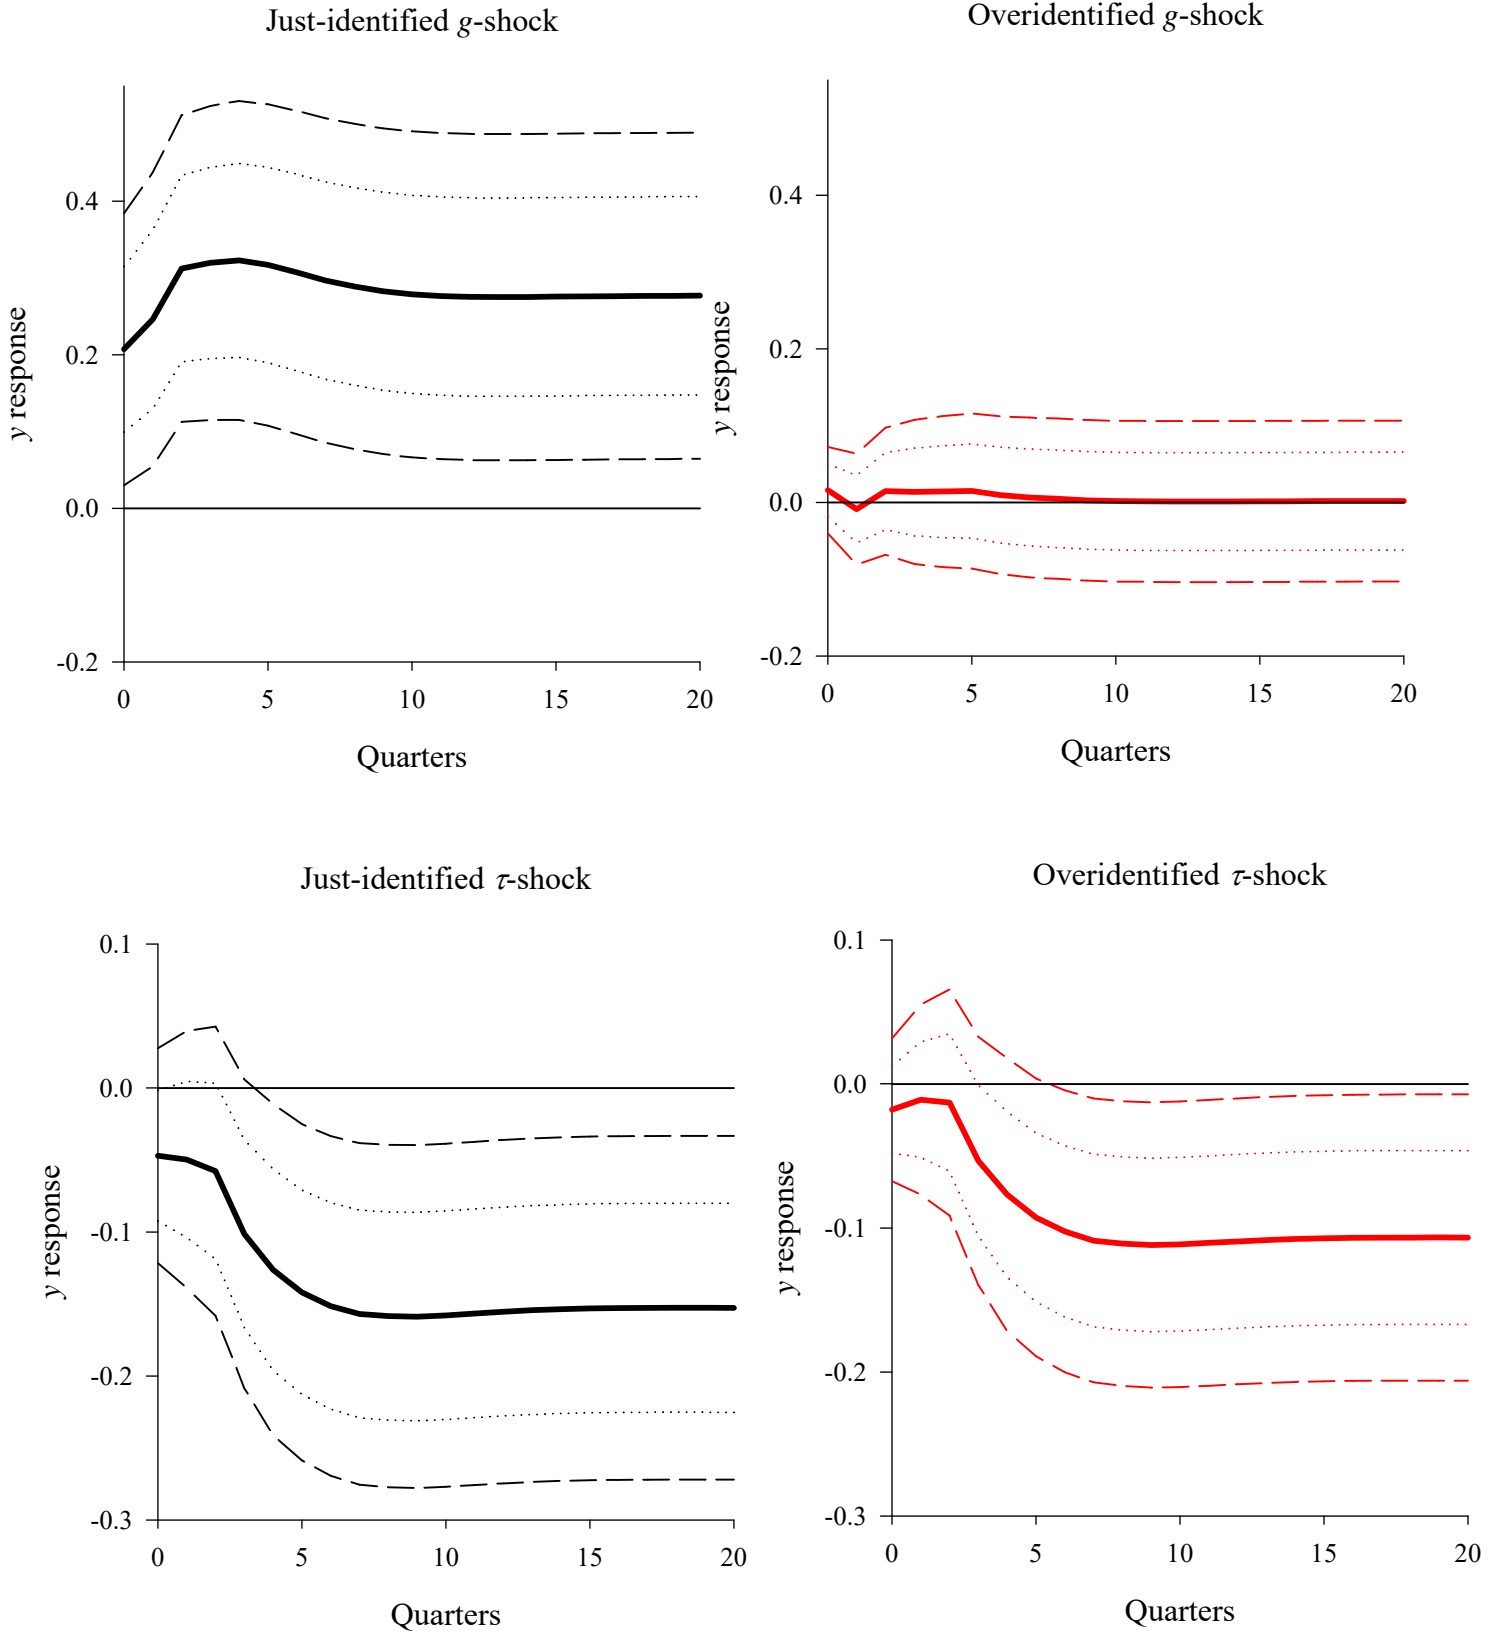 Just-identified g-shock
Overidentified g-shock
y response
0.4
0.2
0.0
-0.2
0 5 10 15 20
Quarters
y response
0.4
0.2
0.0
-0.2
0 5 10 15 20
Quarters
Just-identified τ-shock
Overidentified τ-shock
y response
0.1
0.0
-0.1
-0.2
-0.3
0 5 10 15 20
Quarters
y response
0.1
0.0
-0.1
-0.2
-0.3
0 5 10 15 20
Quarters